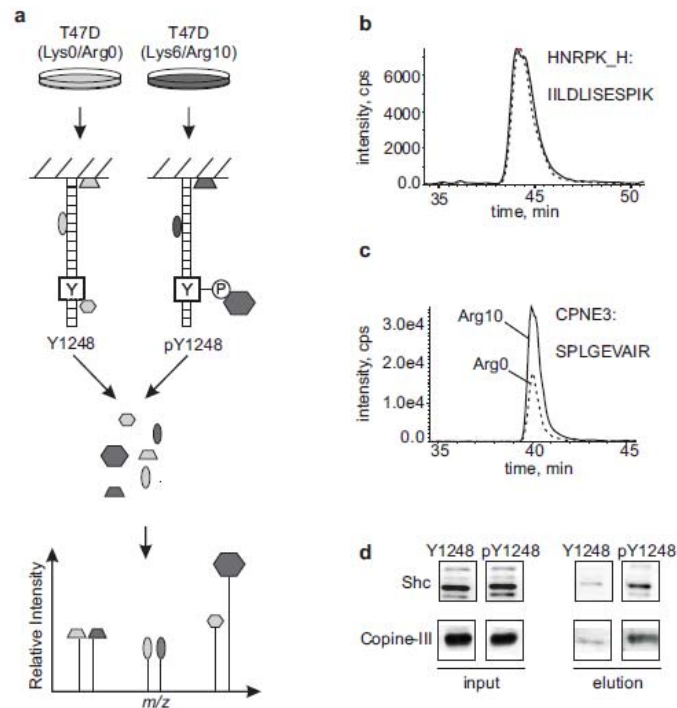 a
T47D
(Lys0/Arg0)
T47D
(Lys6/Arg10)
Y
Y
P
Y1248
pY1248
Relative Intensity
m/z
b
intensity, cps
6000
4000
2000
0.0
35
45
50
time, min
HNRPK_H:
IILDLISESPIK
c
intensity, cps
3.0e4
2.0e4
1.0e4
0.0
35
40
45
time, min
Arg10
Arg0
CPNE3:
SPLGEVAIR
d
Y1248 pY1248
Y1248 pY1248
Shc
Copine-III
input
elution